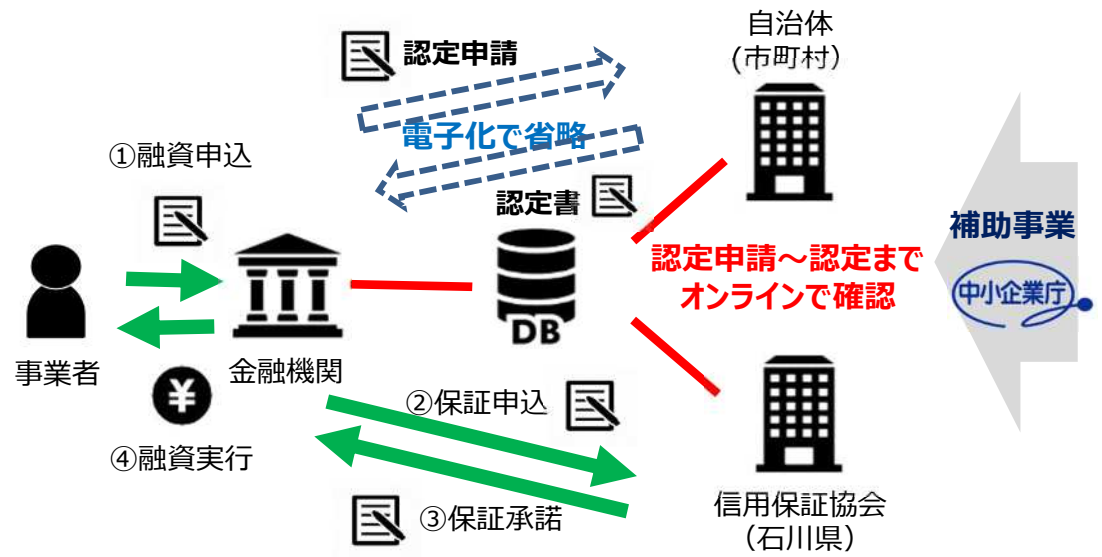 認定申請
自治体
(市町村)
電子化で省略
①融資申込
認定書
補助事業
認定申請～認定まで
オンラインで確認
中小企業庁
DB
事業者
金融機関
¥
②保証申込
④融資実行
③保証承諾
信用保証協会
（石川県）